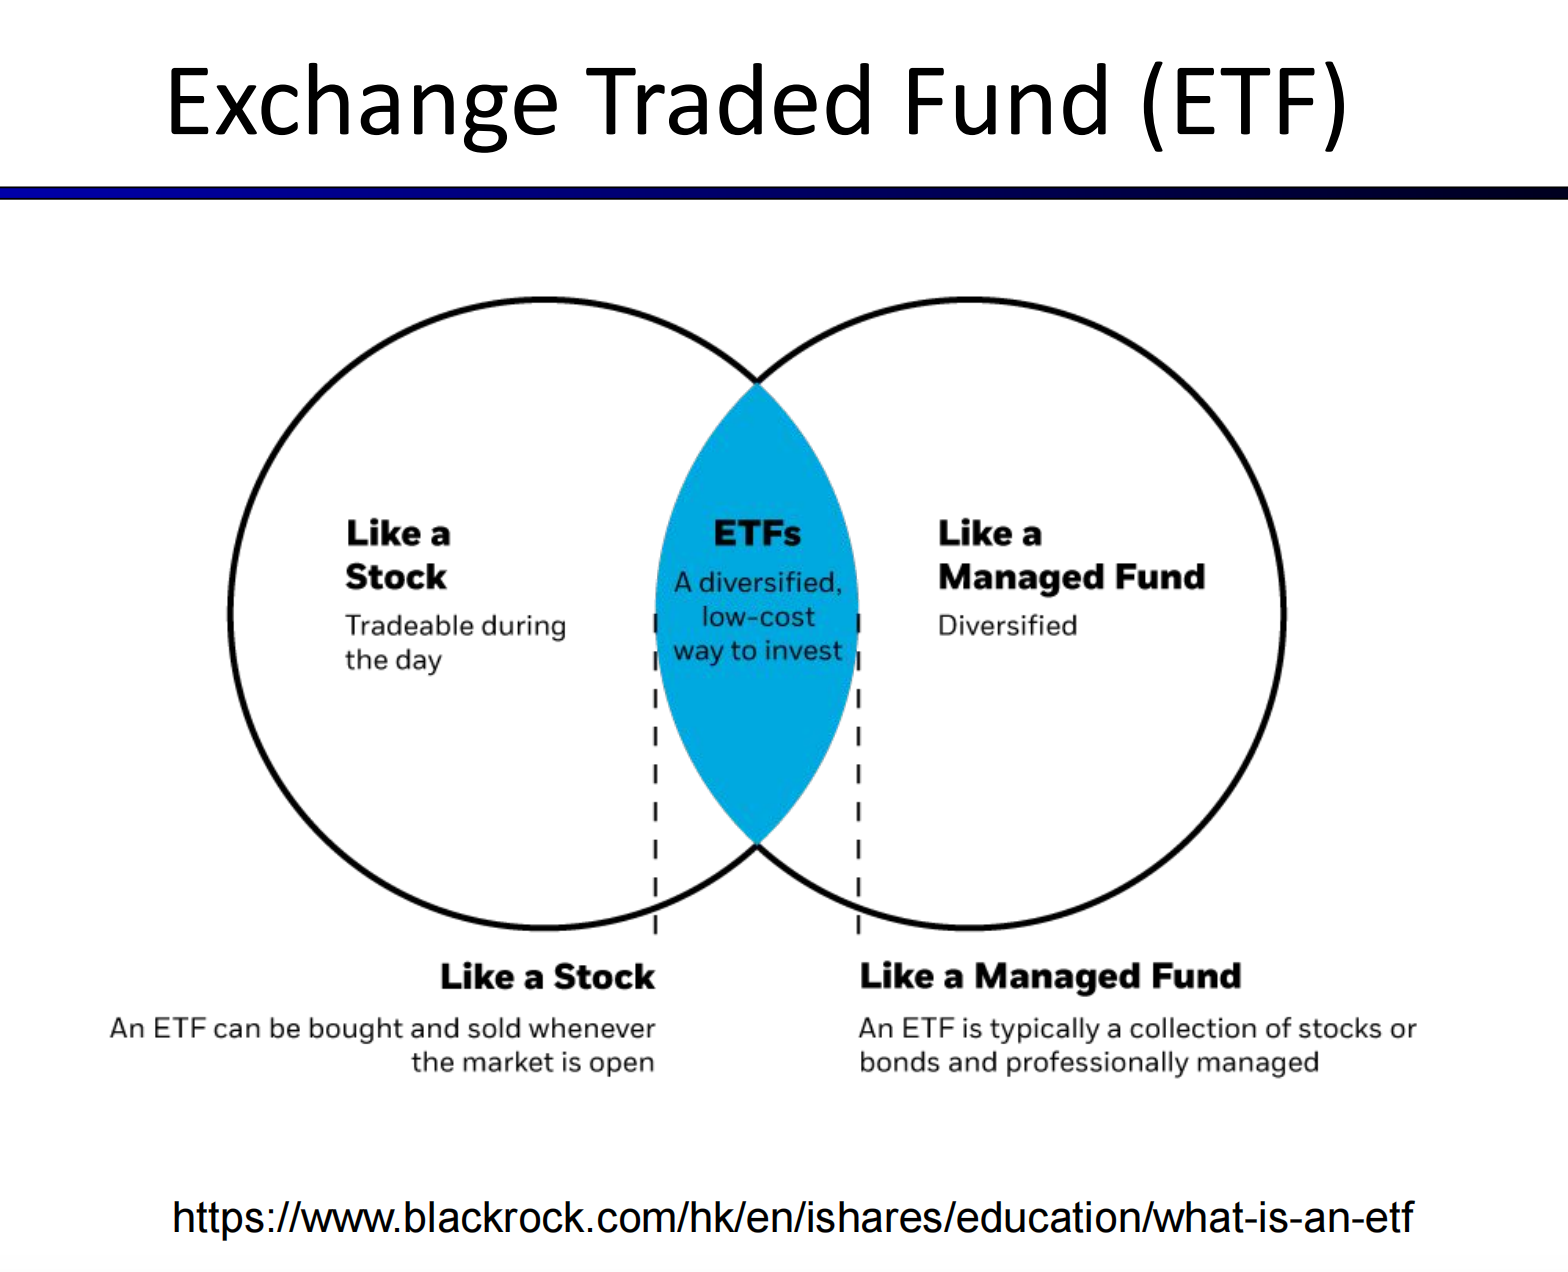 Exchange Traded Fund (ETF)
Like a
Stock
Tradeable during
the day
ETFs
A diversified,
low-cost
way to invest
Like a
Managed Fund
Diversified
Like a Stock
An ETF can be bought and sold whenever
the market is open
Like a Managed Fund
An ETF is typically a collection of stocks or
bonds and professionally managed
https://www.blackrock.com/hk/en/ishares/education/what-is-an-etf